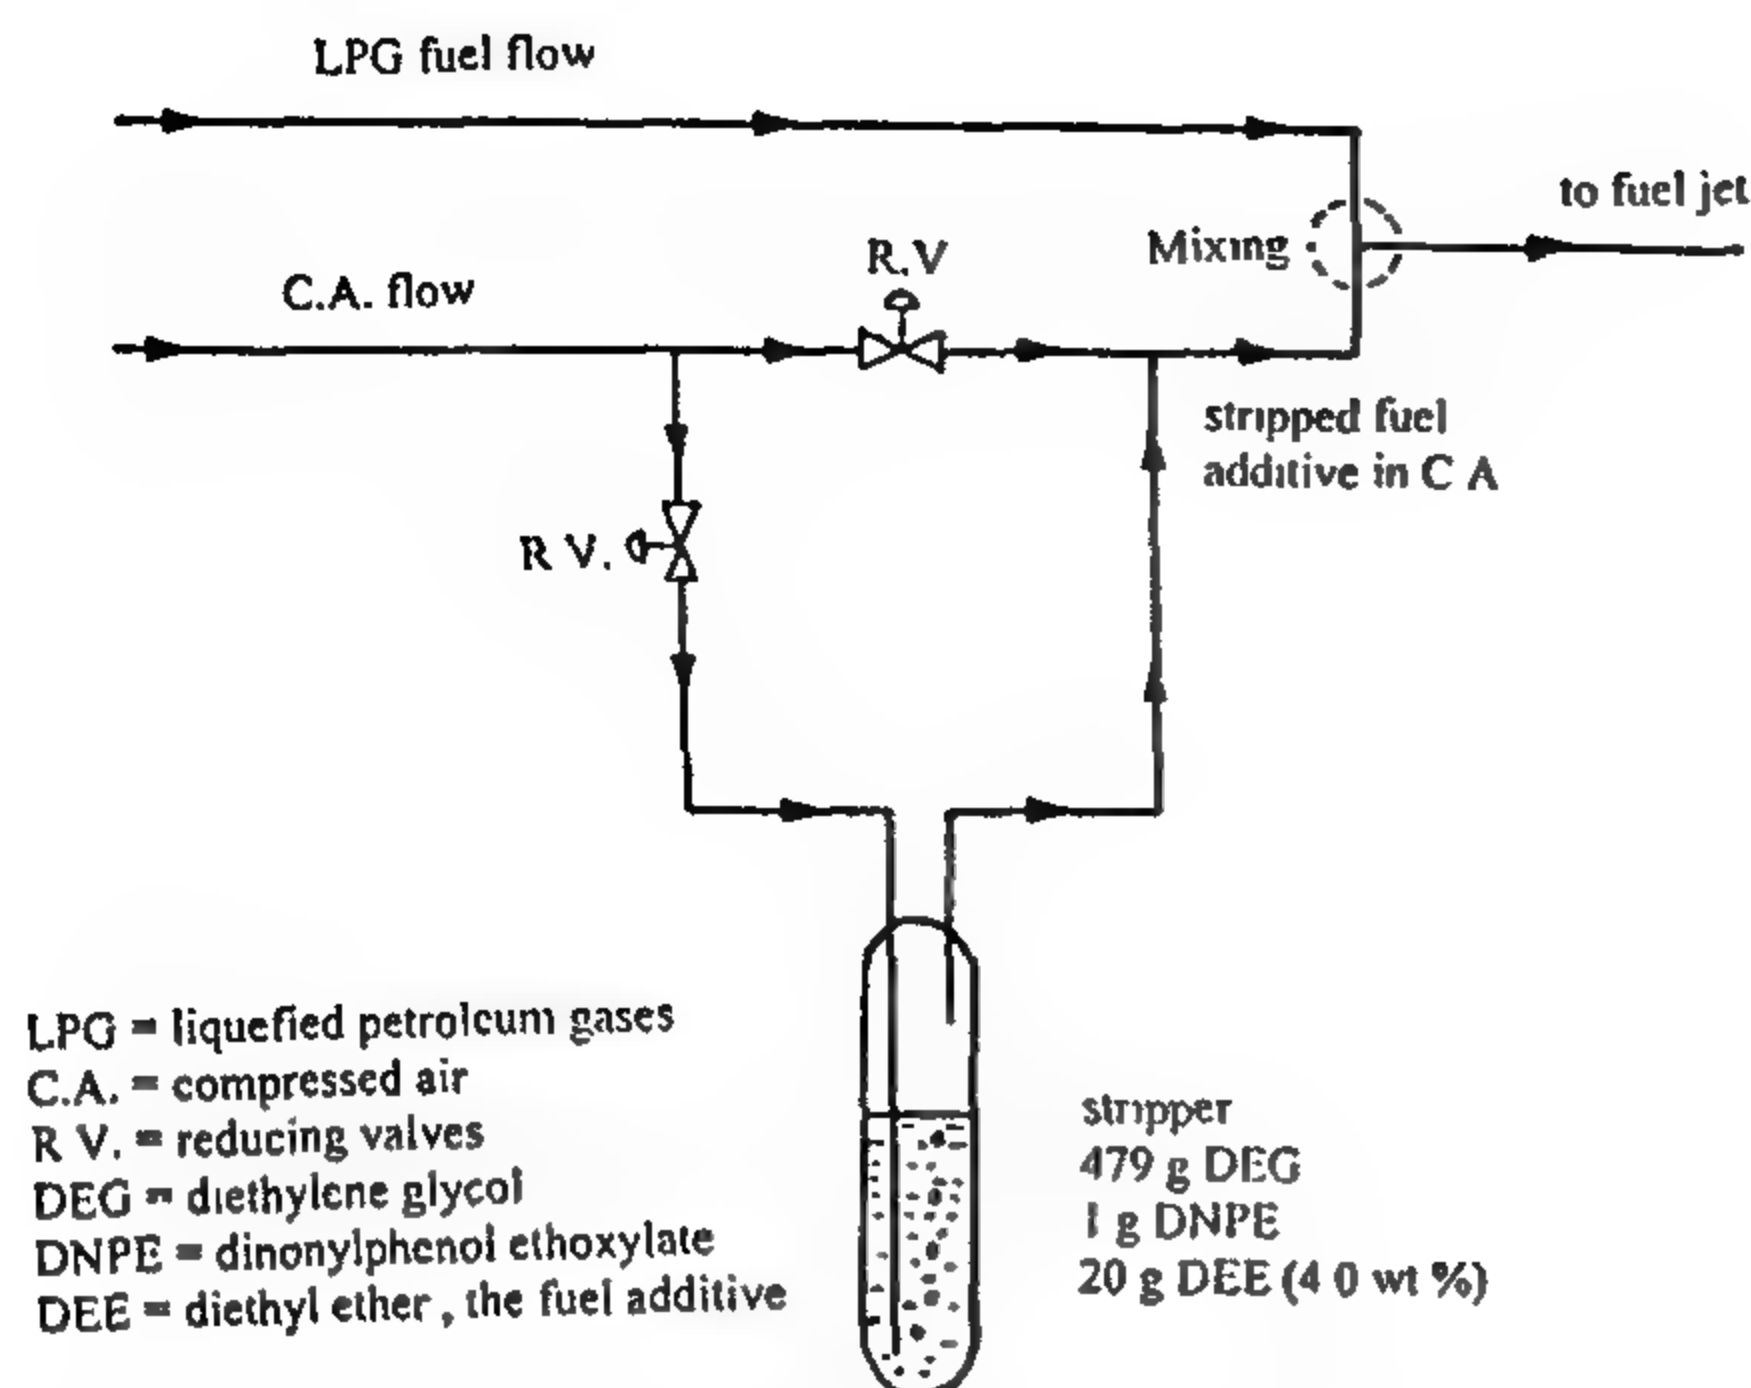 LPG fuel flow
to fuel jet
Mixing
R.V
C.A. flow
stripped fuel
additive in C A
R V.
LPG = liquefied petroleum gases
C.A. = compressed air
R V. = reducing valves
DEG = diethylene glycol
DNPE = dinonylphenol ethoxylate
DEE = diethyl ether, the fuel additive
stripper
479 g DEG
1 g DNPE
20 g DEE (4 0 wt %)